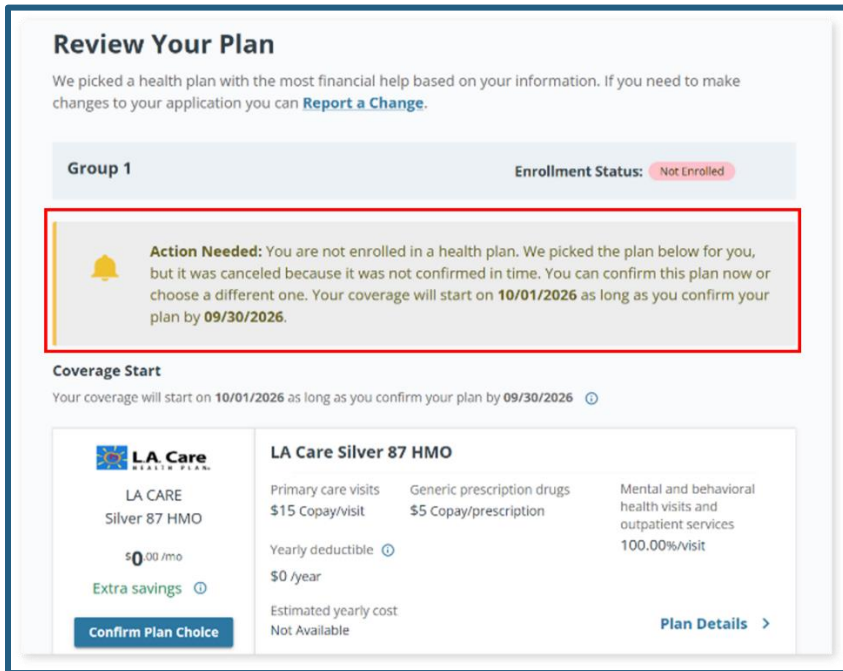 Review Your Plan
We picked a health plan with the most financial help based on your information. If you need to make
changes to your application you can Report a Change.
Group 1
Enrollment Status: Not Enrolled
Action Needed: You are not enrolled in a health plan. We picked the plan below for you,
but it was canceled because it was not confirmed in time. You can confirm this plan now or
choose a different one. Your coverage will start on 10/01/2026 as long as you confirm your
plan by 09/30/2026.
Coverage Start
Your coverage will start on 10/01/2026 as long as you confirm your plan by 09/30/2026
L.A. Care
HEALTH PLAN®
LA CARE
Silver 87 HMO
$0.00 /mo
Extra savings
Confirm Plan Choice
LA Care Silver 87 HMO
Primary care visits
$15 Copay/visit
Generic prescription drugs
$5 Copay/prescription
Mental and behavioral
health visits and
outpatient services
100.00%/visit
Yearly deductible
$0 /year
Estimated yearly cost
Not Available
Plan Details